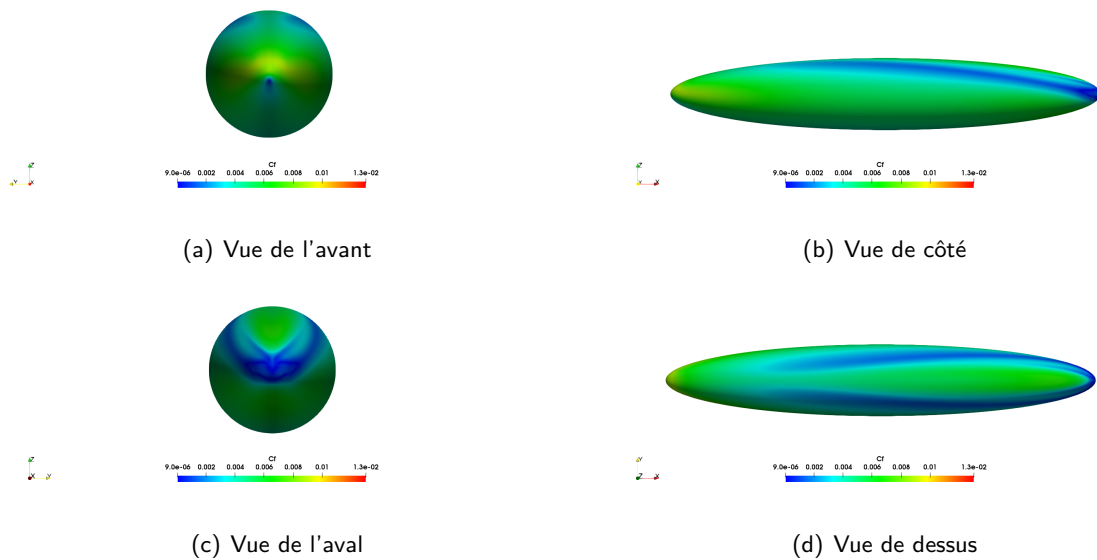 Z
Y
X
Cf
9.0e-06 0.002 0.004 0.006 0.008 0.01 1.3e-02
(a) Vue de l'avant
Z
Y
X
Cf
9.0e-06 0.002 0.004 0.006 0.008 0.01 1.3e-02
(b) Vue de côté
Z
X
Y
Cf
9.0e-06 0.002 0.004 0.006 0.008 0.01 1.3e-02
(c) Vue de l'aval
Y
Z
X
Cf
9.0e-06 0.002 0.004 0.006 0.008 0.01 1.3e-02
(d) Vue de dessus